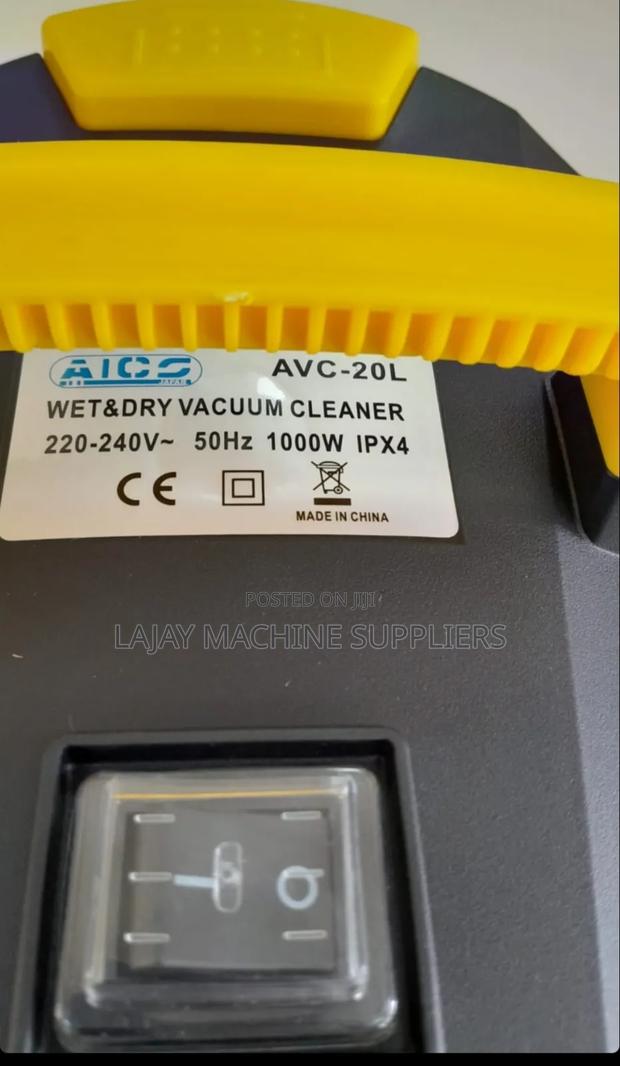 AICO JAPAN AVC-20L
WET&DRY VACUUM CLEANER
220-240V~ 50Hz 1000W IPX4
CE
MADE IN CHINA
POSTED ON JIJI
LAJAY MACHINE SUPPLIERS